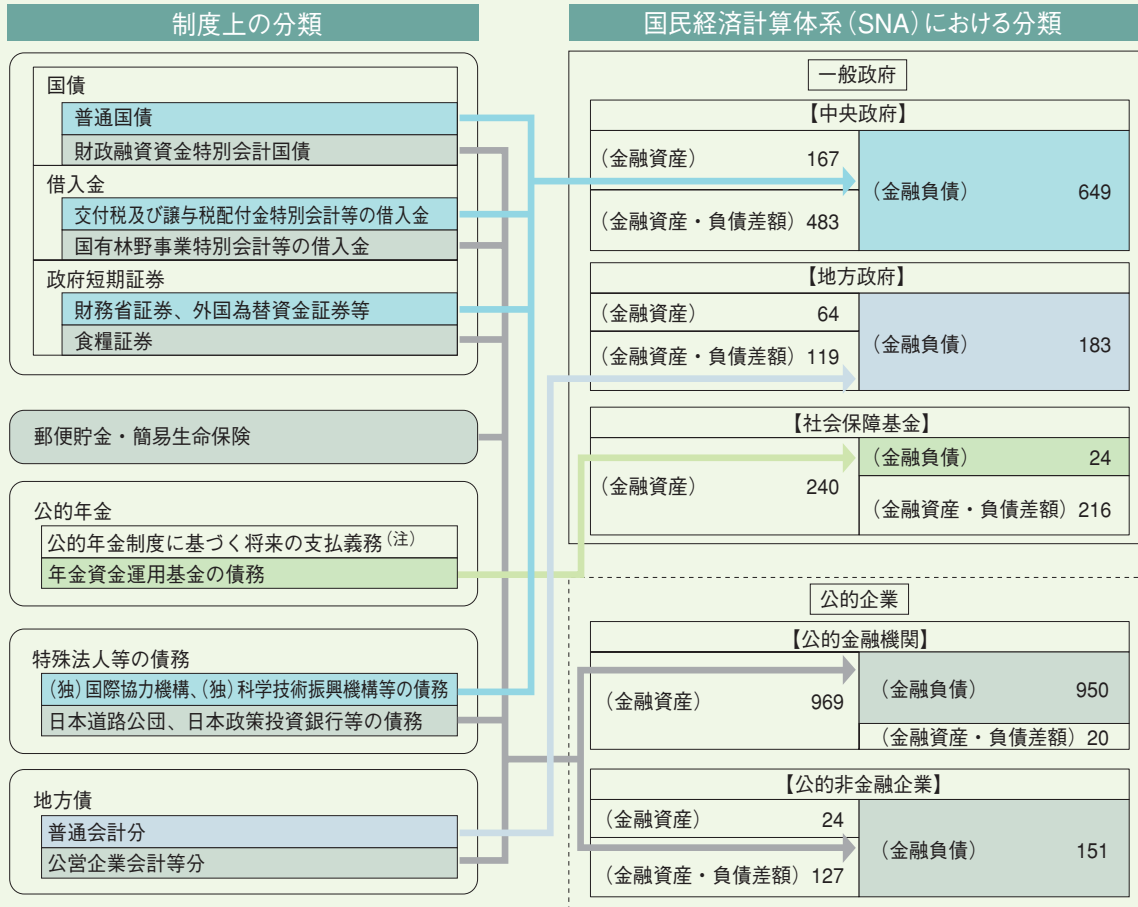 制度上の分類
国債
普通国債
財政融資資金特別会計国債
借入金
交付税及び譲与税配付金特別会計等の借入金
国有林野事業特別会計等の借入金
政府短期証券
財務省証券、外国為替資金証券等
食糧証券
郵便貯金・簡易生命保険
公的年金
公的年金制度に基づく将来の支払義務(注)
年金資金運用基金の債務
特殊法人等の債務
(独)国際協力機構、(独)科学技術振興機構等の債務
日本道路公団、日本政策投資銀行等の債務
地方債
普通会計分
公営企業会計等分
国民経済計算体系(SNA)における分類
一般政府
【中央政府】
(金融資産) 167
(金融資産・負債差額) 483
(金融負債) 649
【地方政府】
(金融資産) 64
(金融資産・負債差額) 119
(金融負債) 183
【社会保障基金】
(金融資産) 240
(金融負債) 24
(金融資産・負債差額) 216
公的企業
【公的金融機関】
(金融資産) 969
(金融負債) 950
(金融資産・負債差額) 20
【公的非金融企業】
(金融資産) 24
(金融資産・負債差額) 127
(金融負債) 151